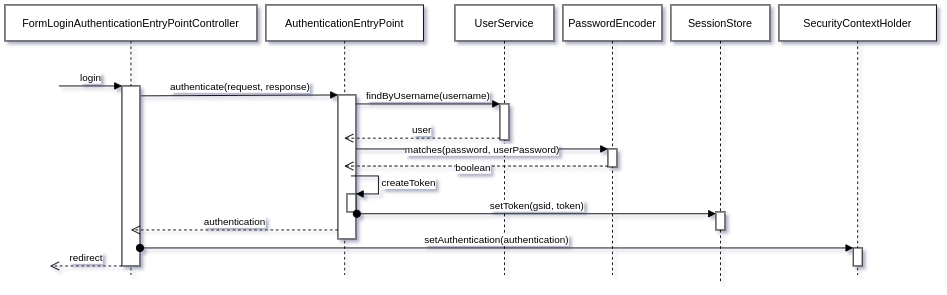 FormLoginAuthenticationEntryPointController
AuthenticationEntryPoint
UserService
PasswordEncoder
SessionStore
SecurityContextHolder
login
authenticate(request, response)
findByUsername(username)
user
matches(password, userPassword)
boolean
createToken
setToken(gsid, token)
authentication
setAuthentication(authentication)
redirect